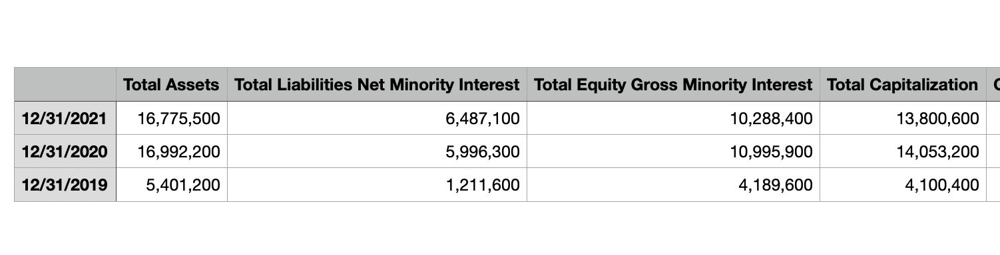 Total Assets Total Liabilities Net Minority Interest Total Equity Gross Minority Interest Total Capitalization
12/31/2021 16,775,500 6,487,100 10,288,400 13,800,600
12/31/2020 16,992,200 5,996,300 10,995,900 14,053,200
12/31/2019 5,401,200 1,211,600 4,189,600 4,100,400